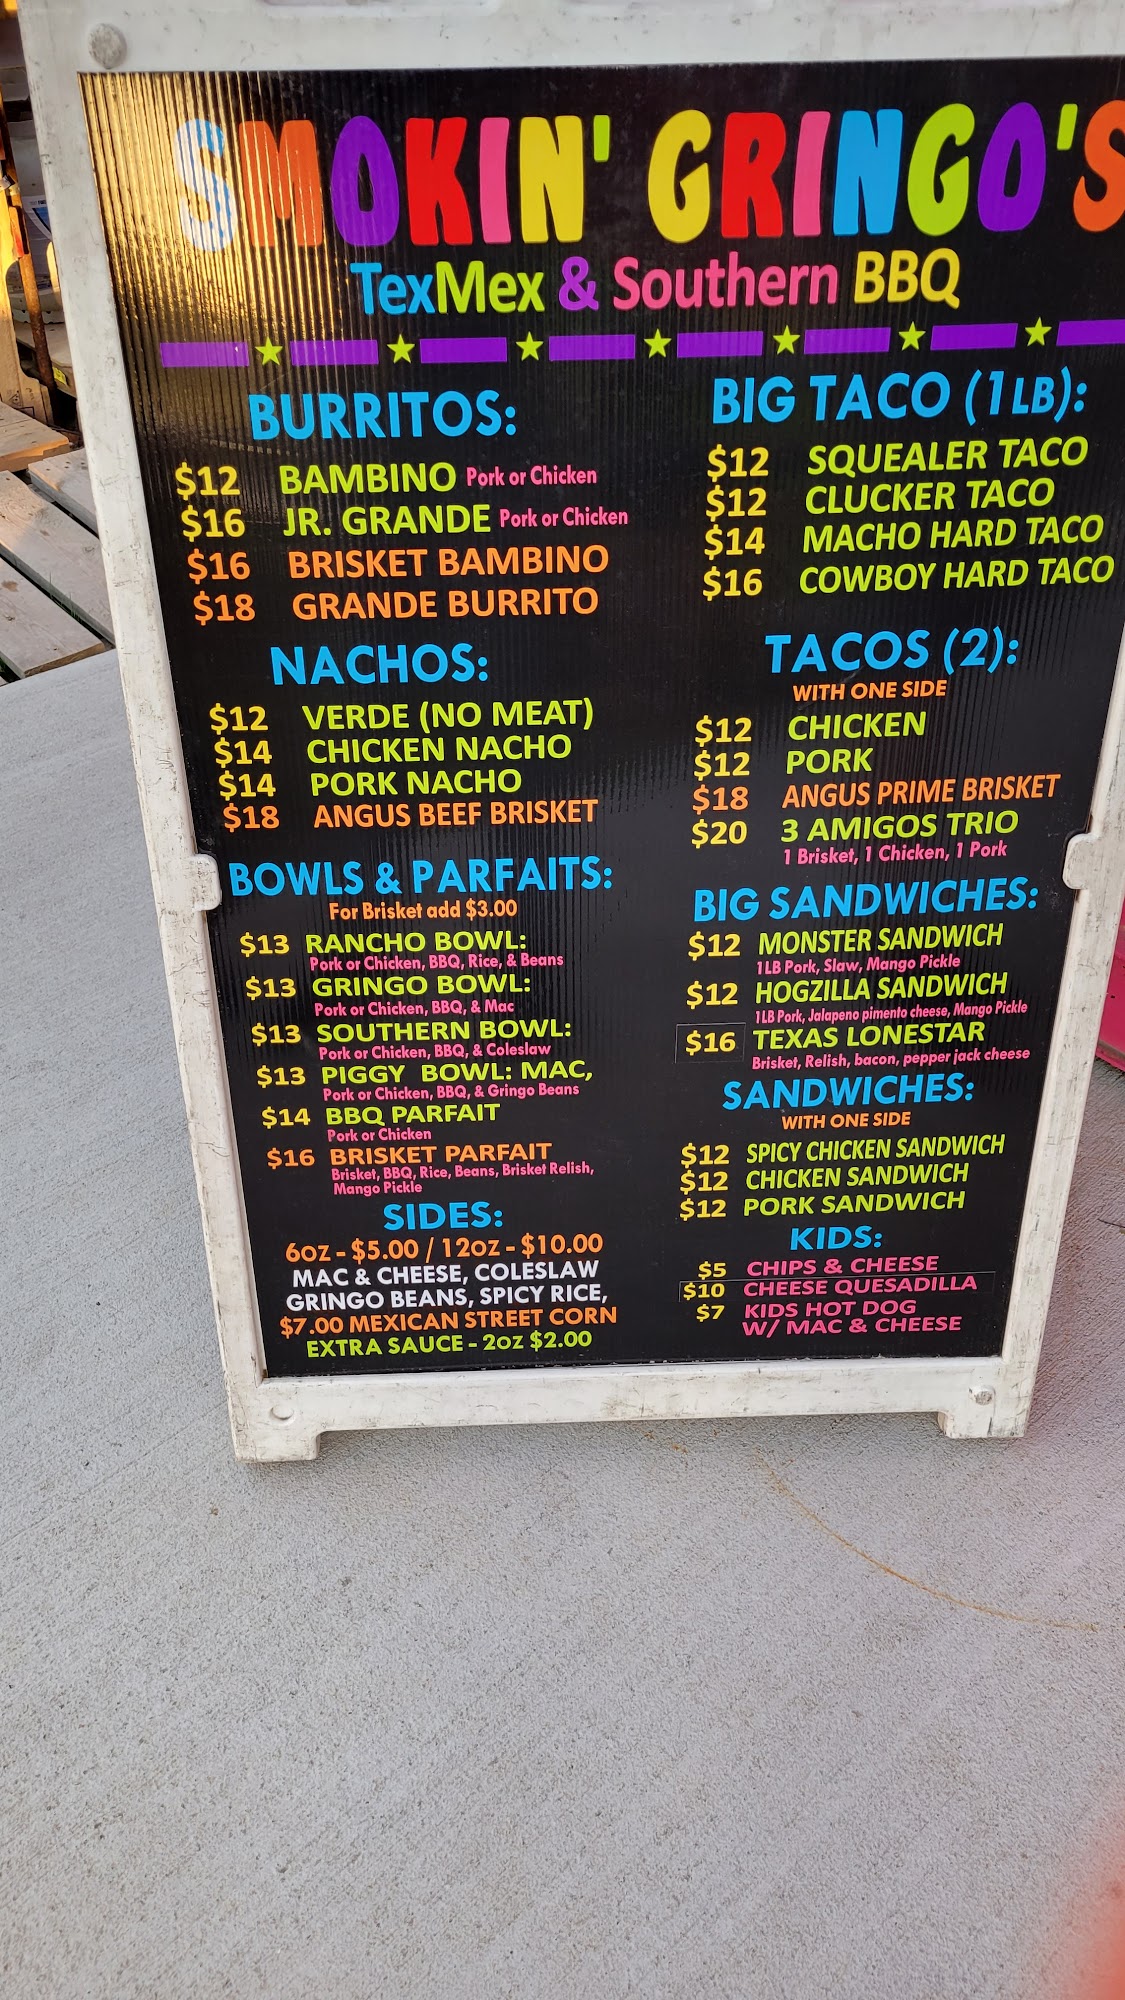 SMOKIN' GRINGO'S
TexMex & Southern BBQ
BURRITOS:
$12 BAMBINO Pork or Chicken
$16 JR. GRANDE Pork or Chicken
$16 BRISKET BAMBINO
$18 GRANDE BURRITO
NACHOS:
$12 VERDE (NO MEAT)
$14 CHICKEN NACHO
$14 PORK NACHO
$18 ANGUS BEEF BRISKET
BOWLS & PARFAITS:
For Brisket add $3.00
$13 RANCHO BOWL:
Pork or Chicken, BBQ, Rice, & Beans
$13 GRINGO BOWL:
Pork or Chicken, BBQ, & Mac
$13 SOUTHERN BOWL:
Pork or Chicken, BBQ, & Coleslaw
$13 PIGGY BOWL: MAC,
Pork or Chicken, BBQ, & Gringo Beans
$14 BBQ PARFAIT
Pork or Chicken
$16 BRISKET PARFAIT
Brisket, BBQ, Rice, Beans, Brisket Relish,
Mango Pickle
SIDES:
6OZ - $5.00 / 12OZ - $10.00
MAC & CHEESE, COLESLAW
GRINGO BEANS, SPICY RICE,
$7.00 MEXICAN STREET CORN
EXTRA SAUCE - 2OZ $2.00
BIG TACO (1LB):
$12 SQUEALER TACO
$12 CLUCKER TACO
$14 MACHO HARD TACO
$16 COWBOY HARD TACO
TACOS (2):
WITH ONE SIDE
$12 CHICKEN
$12 PORK
$18 ANGUS PRIME BRISKET
$20 3 AMIGOS TRIO
1 Brisket, 1 Chicken, 1 Pork
BIG SANDWICHES:
$12 MONSTER SANDWICH
1LB Pork, Slaw, Mango Pickle
$12 HOGZILLA SANDWICH
1LB Pork, Jalapeno pimento cheese, Mango Pickle
$16 TEXAS LONESTAR
Brisket, Relish, bacon, pepper jack cheese
SANDWICHES:
WITH ONE SIDE
$12 SPICY CHICKEN SANDWICH
$12 CHICKEN SANDWICH
$12 PORK SANDWICH
KIDS:
$5 CHIPS & CHEESE
$10 CHEESE QUESADILLA
$7 KIDS HOT DOG
W/ MAC & CHEESE